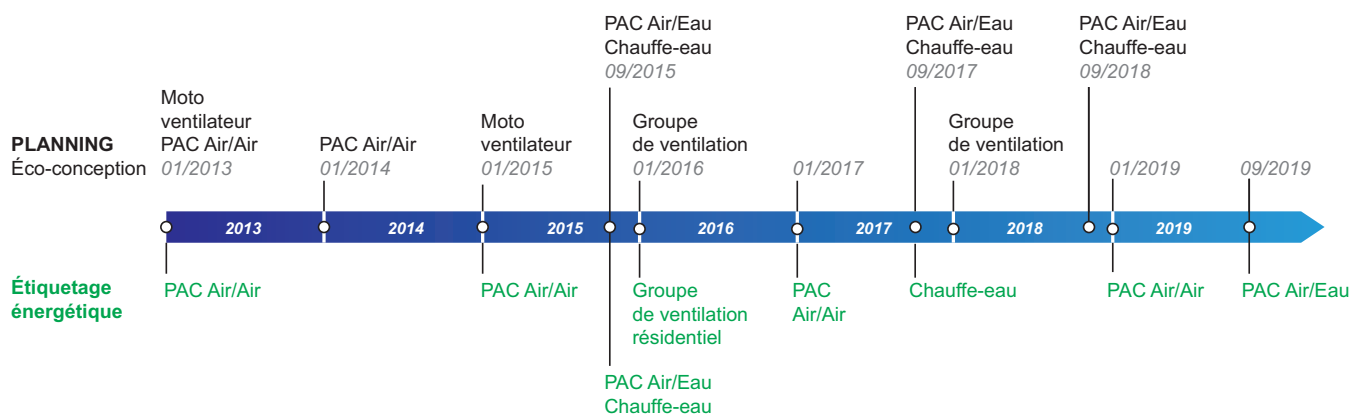 PAC Air/Eau
Chauffe-eau
09/2015
PAC Air/Eau
Chauffe-eau
09/2017
PAC Air/Eau
Chauffe-eau
09/2018
PLANNING
Éco-conception
Moto
ventilateur
PAC Air/Air
01/2013
PAC Air/Air
01/2014
Moto
ventilateur
01/2015
Groupe
de ventilation
01/2016
01/2017
Groupe
de ventilation
01/2018
01/2019
09/2019
2013
2014
2015
2016
2017
2018
2019
Étiquetage
énergétique
PAC Air/Air
PAC Air/Air
PAC Air/Eau
Chauffe-eau
Groupe
de ventilation
résidentiel
PAC
Air/Air
Chauffe-eau
PAC Air/Air
PAC Air/Eau